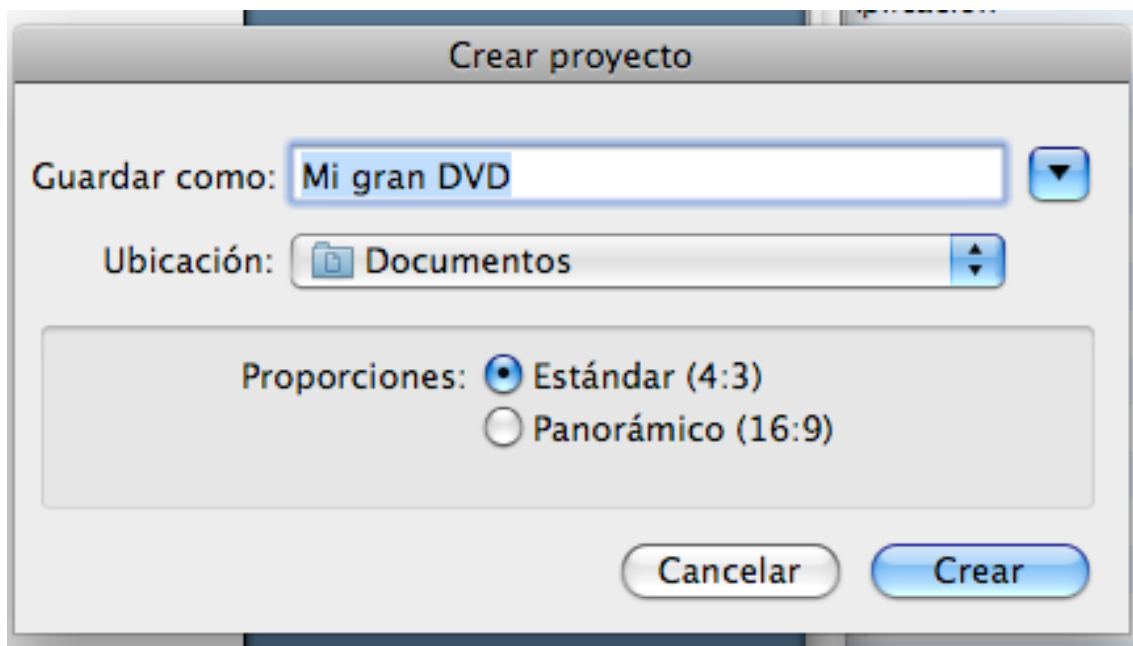 Crear proyecto
Guardar como: Mi gran DVD
Ubicación: Documentos
Proporciones: Estándar (4:3)
Panorámico (16:9)
Cancelar Crear